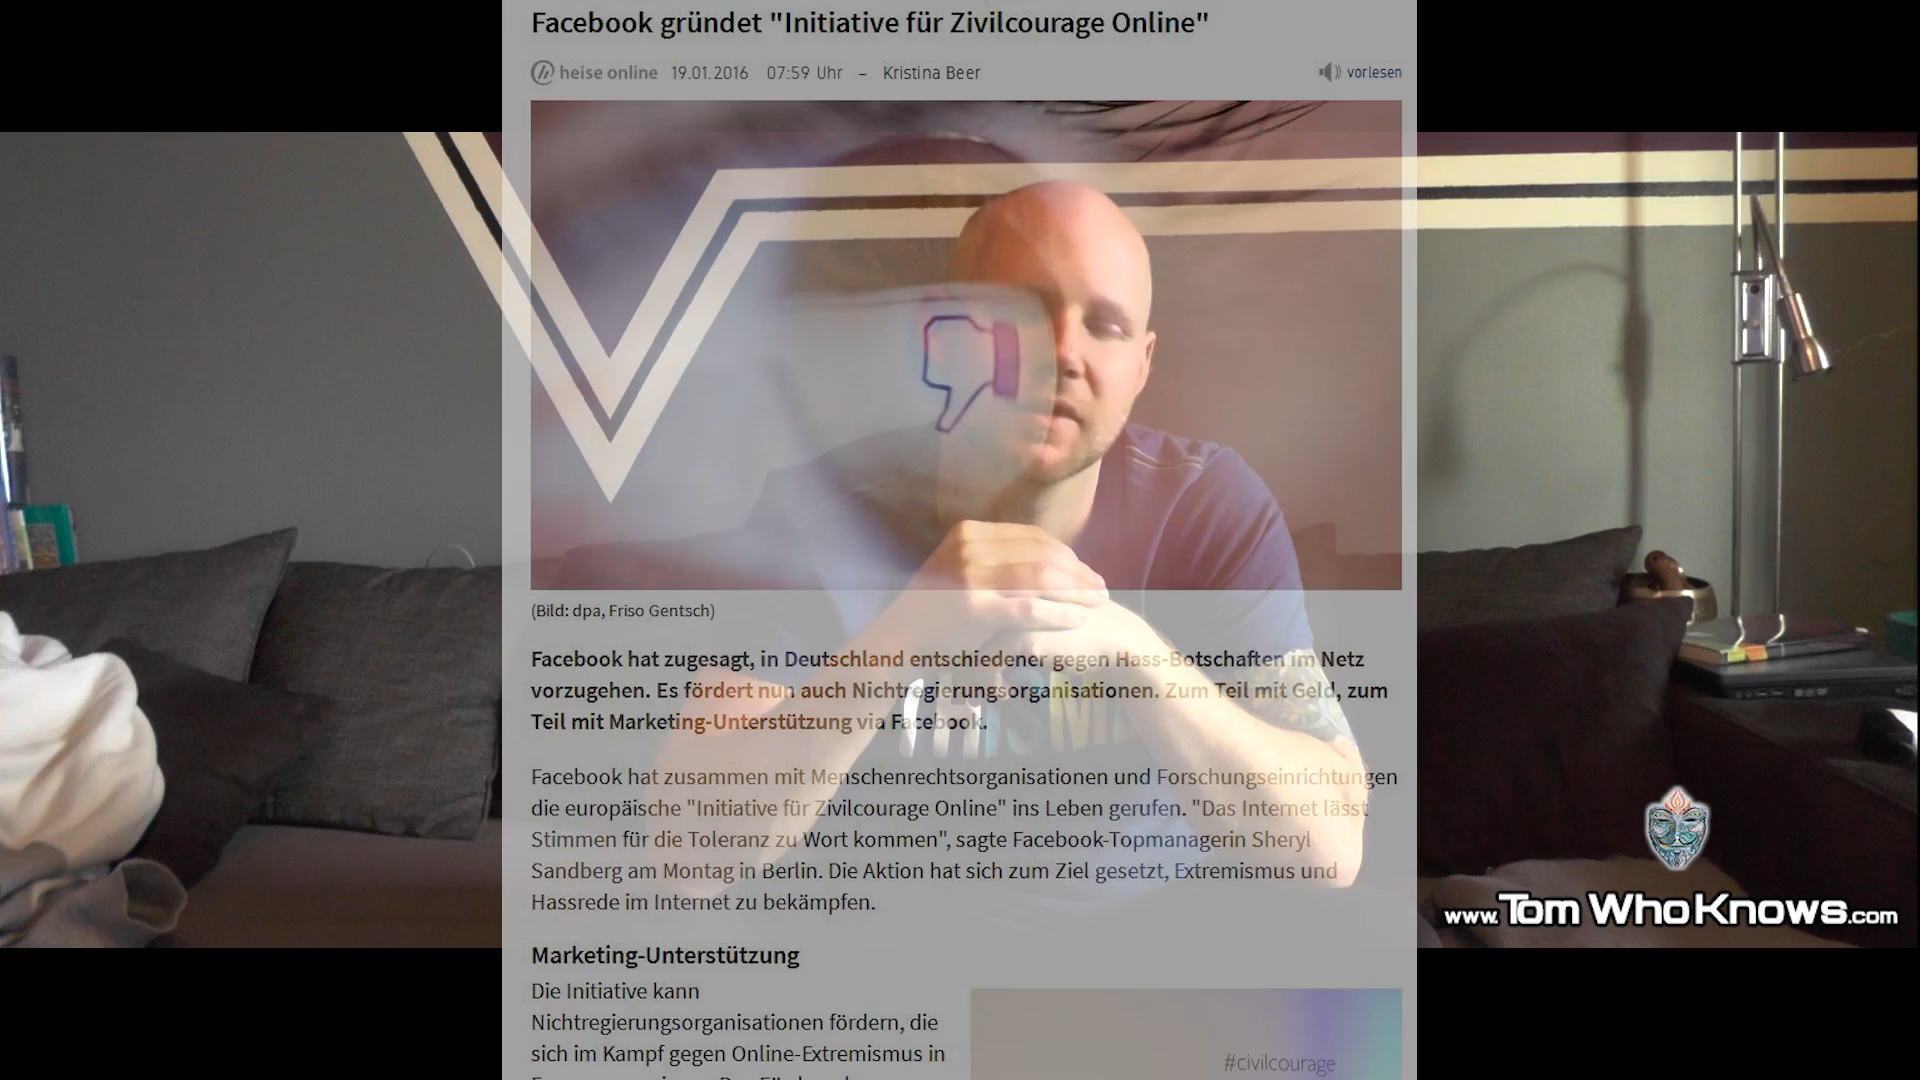 Facebook gründet "Initiative für Zivilcourage Online"
heise online 19.01.2016 07:59 Uhr – Kristina Beer
vorlesen
(Bild: dpa, Friso Gentsch)
Facebook hat zugesagt, in Deutschland entschiedener gegen Hass-Botschaften im Netz
vorzugehen. Es fördert nun auch Nichtregierungsorganisationen. Zum Teil mit Geld, zum
Teil mit Marketing-Unterstützung via Facebook.
Facebook hat zusammen mit Menschenrechtsorganisationen und Forschungseinrichtungen
die europäische "Initiative für Zivilcourage Online" ins Leben gerufen. "Das Internet lässt
Stimmen für die Toleranz zu Wort kommen", sagte Facebook-Topmanagerin Sheryl
Sandberg am Montag in Berlin. Die Aktion hat sich zum Ziel gesetzt, Extremismus und
Hassrede im Internet zu bekämpfen.
Marketing-Unterstützung
Die Initiative kann
Nichtregierungsorganisationen fördern, die
sich im Kampf gegen Online-Extremismus in
#civilcourage
www.Tom WhoKnows.com